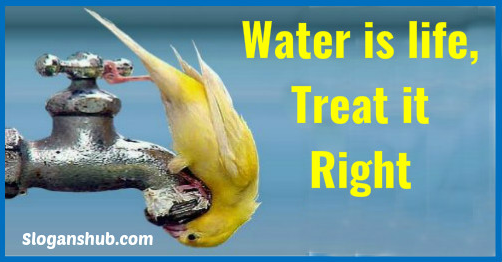 Water is life,
Treat it
Right
Sloganshub.com